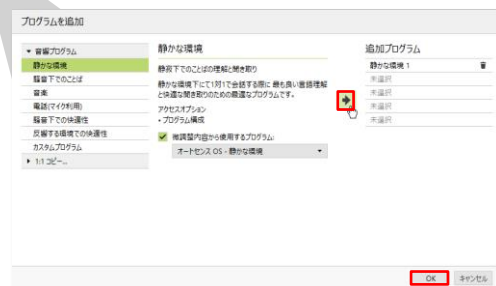 プログラムを追加
音響プログラム
静かな環境
騒音下でのことば
音楽
電話(マイク利用)
騒音下での快適性
反響する環境での快適性
カスタムプログラム
1:1 コピー...
静かな環境
静寂下でのことばの理解と聞き取り
静かな環境下にて1対1で会話する際に 最も良い言語理解
と快適な聞き取りのための最適なプログラムです。
アクセスオプション
・プログラム構成
微調整内容から使用するプログラム:
オートセンス OS - 静かな環境
追加プログラム
静かな環境 1
未選択
未選択
未選択
未選択
OK
キャンセル